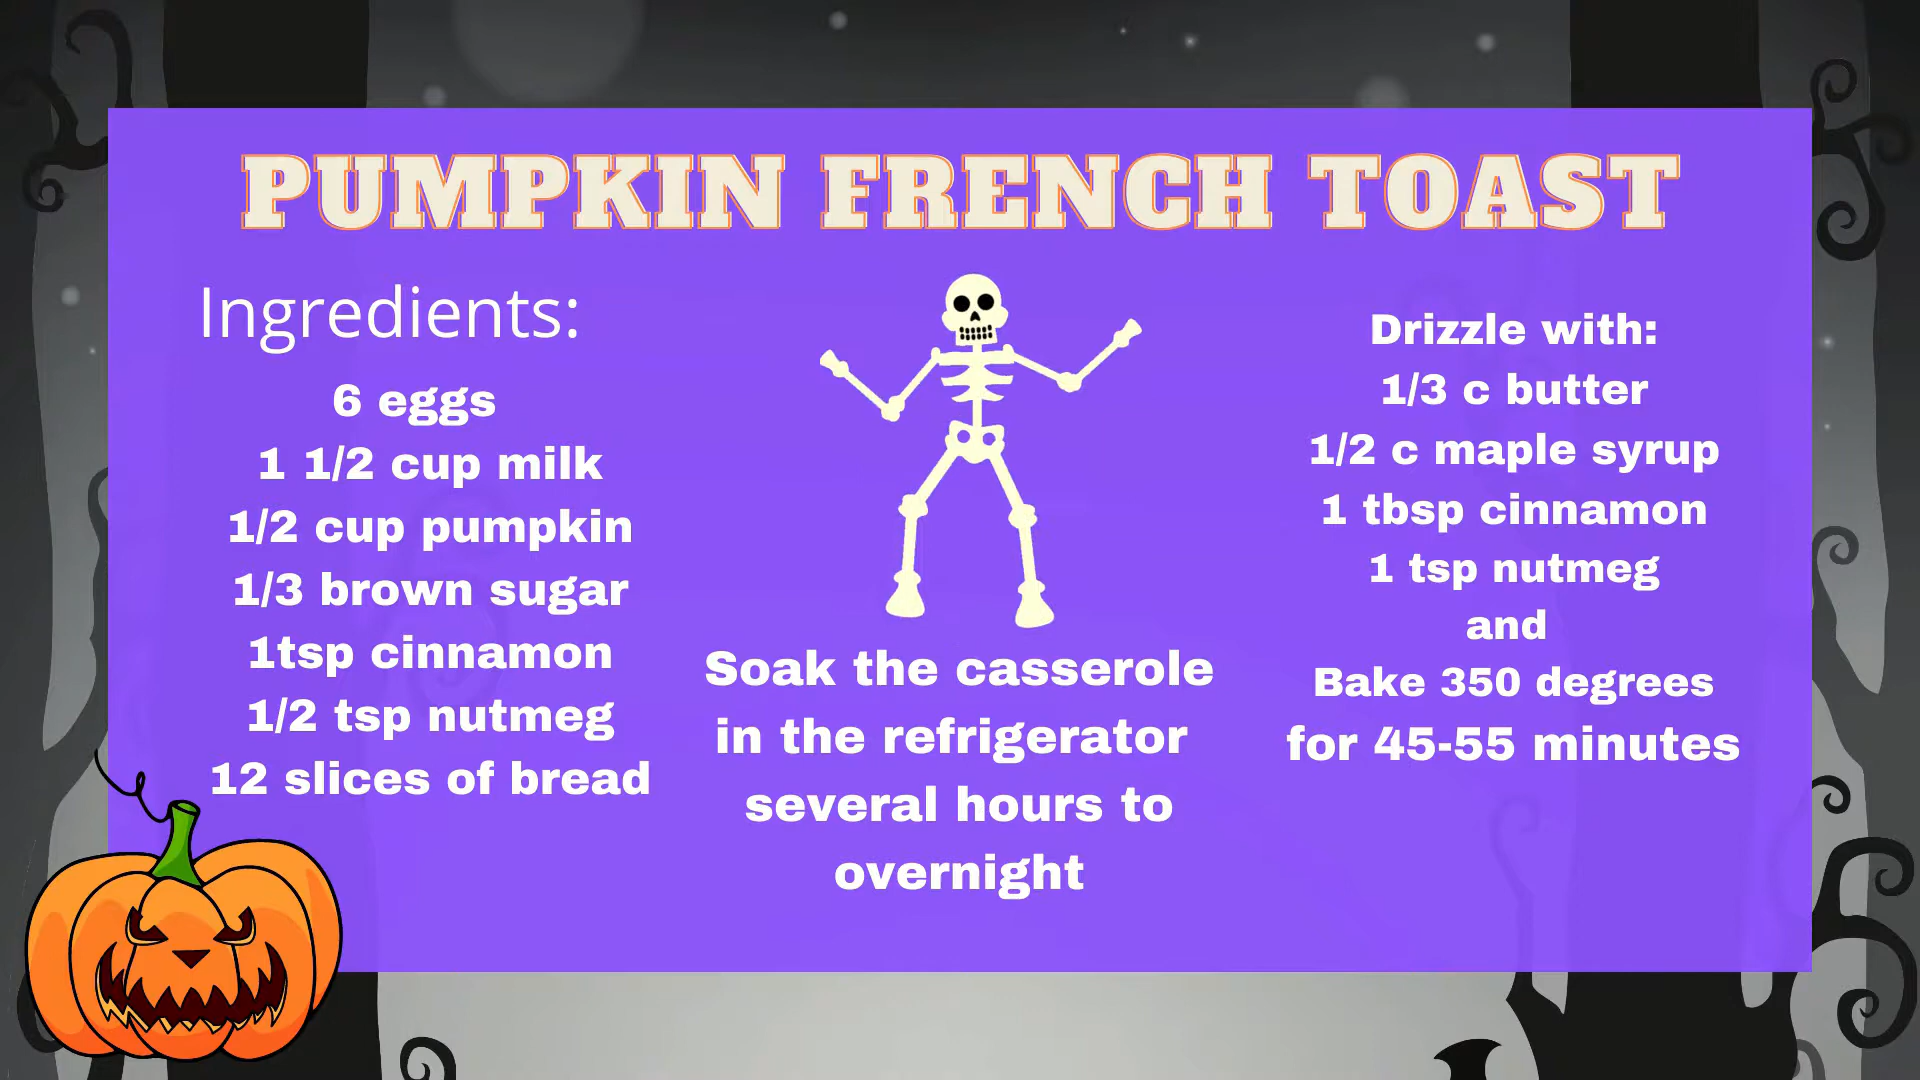 PUMPKIN FRENCH TOAST
Ingredients:
6 eggs
1 1/2 cup milk
1/2 cup pumpkin
1/3 brown sugar
1tsp cinnamon
1/2 tsp nutmeg
12 slices of bread
Soak the casserole
in the refrigerator
several hours to
overnight
Drizzle with:
1/3 c butter
1/2 c maple syrup
1 tbsp cinnamon
1 tsp nutmeg
and
Bake 350 degrees
for 45-55 minutes